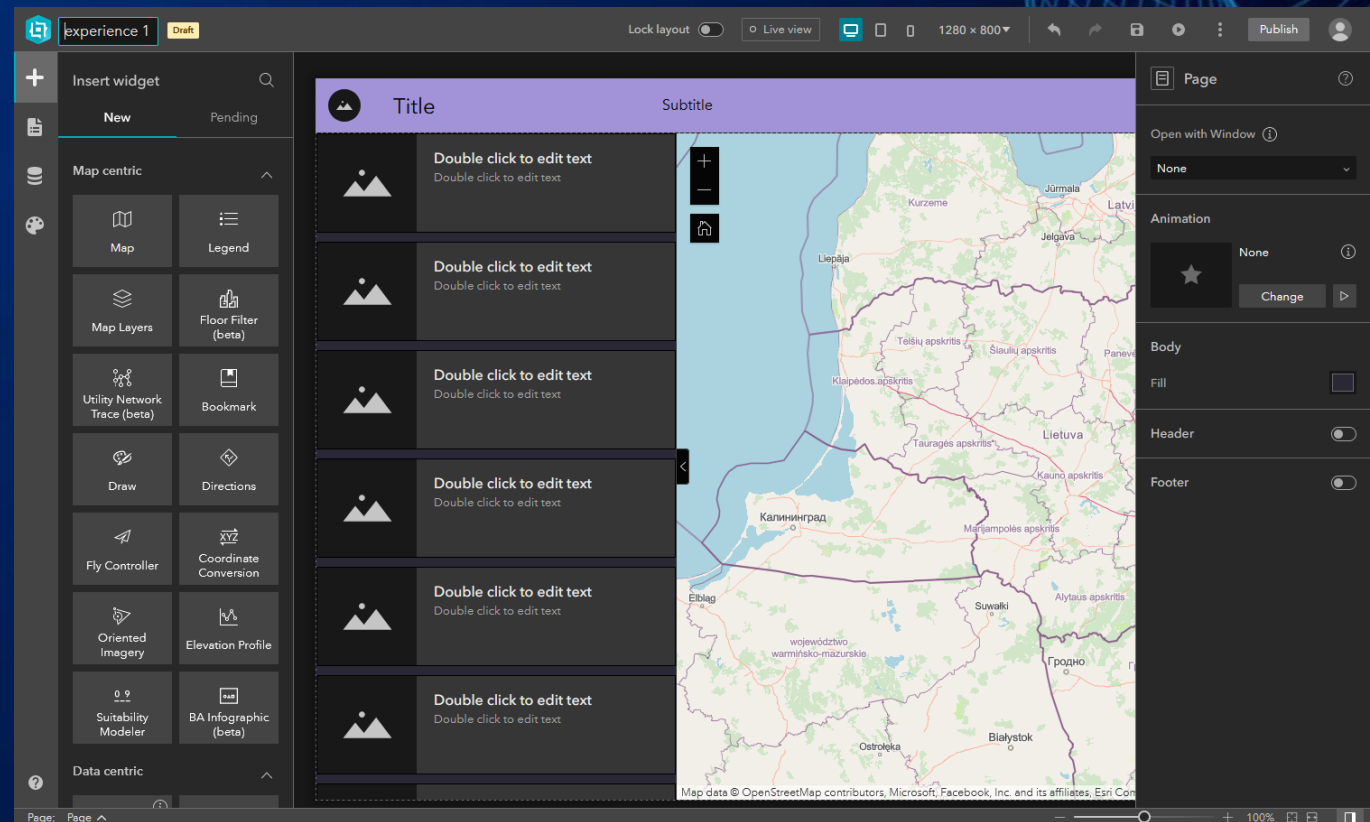 experience 1
Draft
Lock layout
Live view
1280 × 800
Publish
Insert widget
New
Pending
Map centric
Map
Legend
Map Layers
Floor Filter
(beta)
Utility Network
Trace (beta)
Bookmark
Draw
Directions
Fly Controller
XYZ
Coordinate
Conversion
Oriented
Imagery
Elevation Profile
0 9
Suitability
Modeler
BA Infographic
(beta)
Data centric
Title
Subtitle
Double click to edit text
Double click to edit text
Double click to edit text
Double click to edit text
Double click to edit text
Double click to edit text
Double click to edit text
Double click to edit text
Double click to edit text
Double click to edit text
Double click to edit text
Double click to edit text
Jūrmala
Kurzeme
Latvi
Jelgava
Liepāja
Telšių apskritis
Šiaulių apskritis
Panevė
Klaipėdos apskritis
Lietuva
Tauragės apskritis
Kauno apskritis
Калининград
Marijampolės apskritis
Elbląg
Suwałki
Alytaus apskritis
województwo
warmińsko-mazurskie
Гродно
Białystok
Ostrołęka
Map data © OpenStreetMap contributors, Microsoft, Facebook, Inc. and its affiliates, Esri Com
Page
Open with Window
None
Animation
None
Change
Body
Fill
Header
Footer
Page:
Page
100%